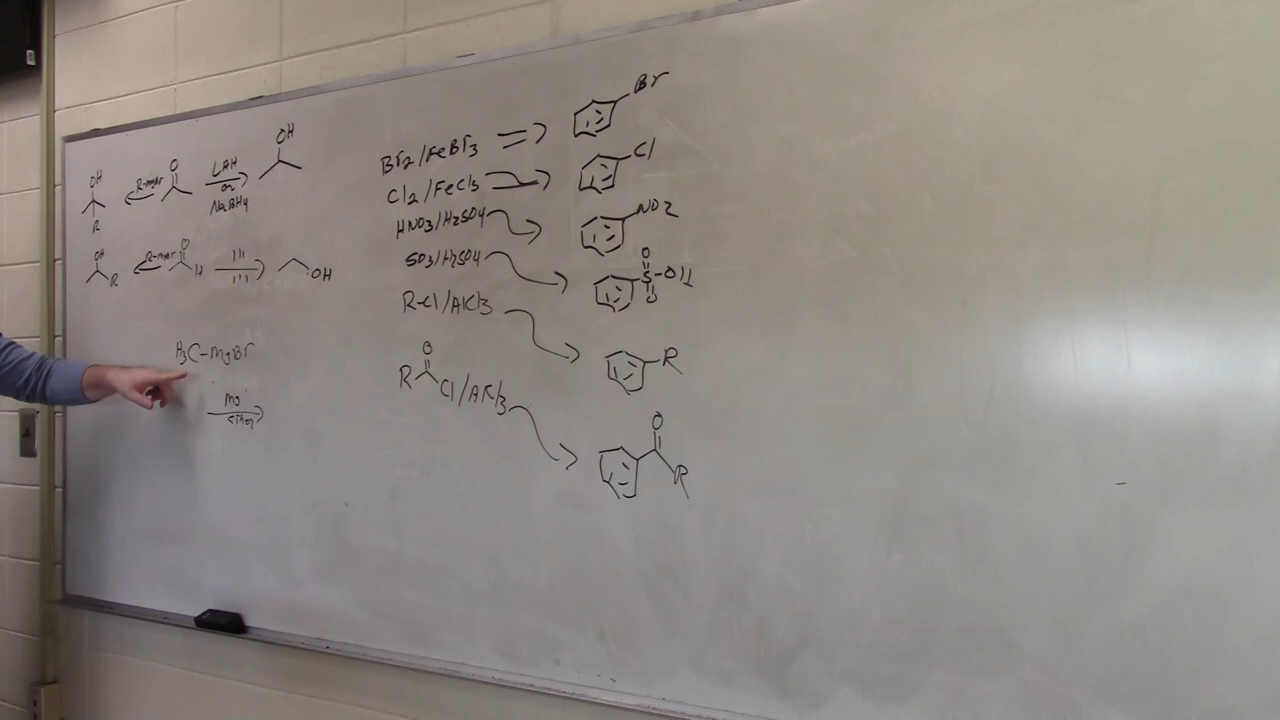 OH
OH R-mgBr O LAH
or
NaBH4
R
OH R-mgBr O ''' 
R H ''' OH
H3C-mgBr
Mg
ether
Br2/FeBr3 Br
Cl2/FeCl3 Cl
HNO3/H2SO4 NO2
SO3/H2SO4 O
S-OH
O
R-Cl/AlCl3 R
O
R Cl/AlCl3
O
R